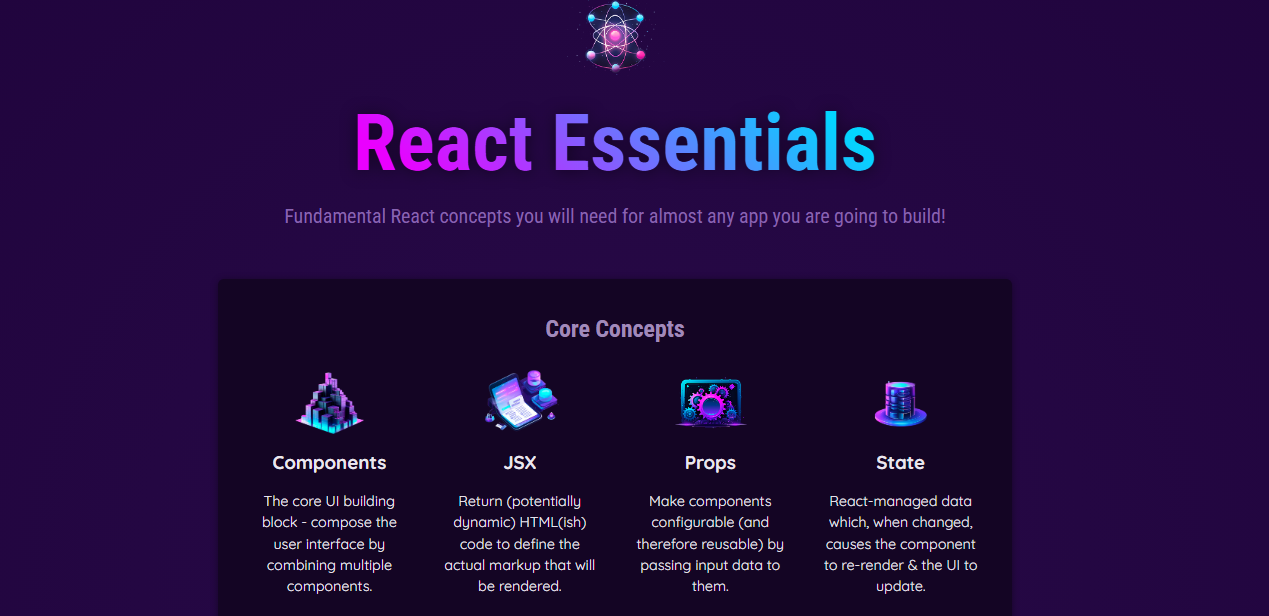 React Essentials
Fundamental React concepts you will need for almost any app you are going to build!
Core Concepts
Components
The core UI building
block - compose the
user interface by
combining multiple
components.
JSX
Return (potentially
dynamic) HTML(ish)
code to define the
actual markup that will
be rendered.
Props
Make components
configurable (and
therefore reusable) by
passing input data to
them.
State
React-managed data
which, when changed,
causes the component
to re-render & the UI to
update.